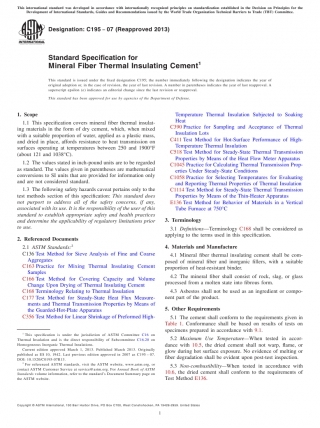 This international standard was developed in accordance with internationally recognized principles on standardization established in the Decision on Principles for the
Development of International Standards, Guides and Recommendations issued by the World Trade Organization Technical Barriers to Trade (TBT) Committee.
Designation: C195 − 07 (Reapproved 2013)
Standard Specification for
Mineral Fiber Thermal Insulating Cement1
This standard is issued under the fixed designation C195; the number immediately following the designation indicates the year of
original adoption or, in the case of revision, the year of last revision. A number in parentheses indicates the year of last reapproval. A
superscript epsilon (ε) indicates an editorial change since the last revision or reapproval.
This standard has been approved for use by agencies of the Department of Defense.
1. Scope
1.1 This specification covers mineral fiber thermal insulat-
ing materials in the form of dry cement, which, when mixed
with a suitable proportion of water, applied as a plastic mass,
and dried in place, affords resistance to heat transmission on
surfaces operating at temperatures between 250 and 1900°F
(about 121 and 1038°C).
1.2 The values stated in inch-pound units are to be regarded
as standard. The values given in parentheses are mathematical
conversions to SI units that are provided for information only
and are not considered standard.
1.3 The following safety hazards caveat pertains only to the
test methods section of this specification: This standard does
not purport to address all of the safety concerns, if any,
associated with its use. It is the responsibility of the user of this
standard to establish appropriate safety and health practices
and determine the applicability of regulatory limitations prior
to use.
2. Referenced Documents
2.1 ASTM Standards:2
C136 Test Method for Sieve Analysis of Fine and Coarse
Aggregates
C163 Practice for Mixing Thermal Insulating Cement
Samples
C166 Test Method for Covering Capacity and Volume
Change Upon Drying of Thermal Insulating Cement
C168 Terminology Relating to Thermal Insulation
C177 Test Method for Steady-State Heat Flux Measure-
ments and Thermal Transmission Properties by Means of
the Guarded-Hot-Plate Apparatus
C356 Test Method for Linear Shrinkage of Preformed High-
1 This specification is under the jurisdiction of ASTM Committee C16 on
Thermal Insulation and is the direct responsibility of Subcommittee C16.20 on
Homogeneous Inorganic Thermal Insulations.
Current edition approved March 1, 2013. Published March 2013. Originally
2 For referenced ASTM standards, visit the ASTM website, www.astm.org, or
contact ASTM Customer Service at service@astm.org. For Annual Book of ASTM
Standards volume information, refer to the standard's Document Summary page on
the ASTM website.
Temperature Thermal Insulation Subjected to Soaking
Heat
C390 Practice for Sampling and Acceptance of Thermal
Insulation Lots
C411 Test Method for Hot-Surface Performance of High-
Temperature Thermal Insulation
C518 Test Method for Steady-State Thermal Transmission
Properties by Means of the Heat Flow Meter Apparatus
C1045 Practice for Calculating Thermal Transmission Prop-
erties Under Steady-State Conditions
C1058 Practice for Selecting Temperatures for Evaluating
and Reporting Thermal Properties of Thermal Insulation
C1114 Test Method for Steady-State Thermal Transmission
Properties by Means of the Thin-Heater Apparatus
E136 Test Method for Behavior of Materials in a Vertical
Tube Furnace at 750°C
3. Terminology
3.1 Definitions—Terminology C168 shall be considered as
applying to the terms used in this specification.
4. Materials and Manufacture
4.1 Mineral fiber thermal insulating cement shall be com-
posed of mineral fiber and inorganic fillers, with a suitable
proportion of heat-resistant binder.
4.2 The mineral fiber shall consist of rock, slag, or glass
processed from a molten state into fibrous form.
4.3 Asbestos shall not be used as an ingredient or compo-
nent part of the product.
5. Other Requirements
5.1 The cement shall conform to the requirements given in
Table 1. Conformance shall be based on results of tests on
specimens prepared in accordance with 9.1.
5.2 Maximum Temperature—When tested in accor-
dance with 10.5, the dried cement shall not warp, flame, or
glow during hot surface exposure. No evidence of melting or
fiber degradation shall be evident upon post-test inspection.
5.3 Non-combustibility—When tested in accordance with
10.6, the dried cement shall conform to the requirements of
Test Method E136.
Copyright © ASTM International, 100 Barr Harbor Drive, PO Box C700, West Conshohocken, PA 19428-2959. United States
1